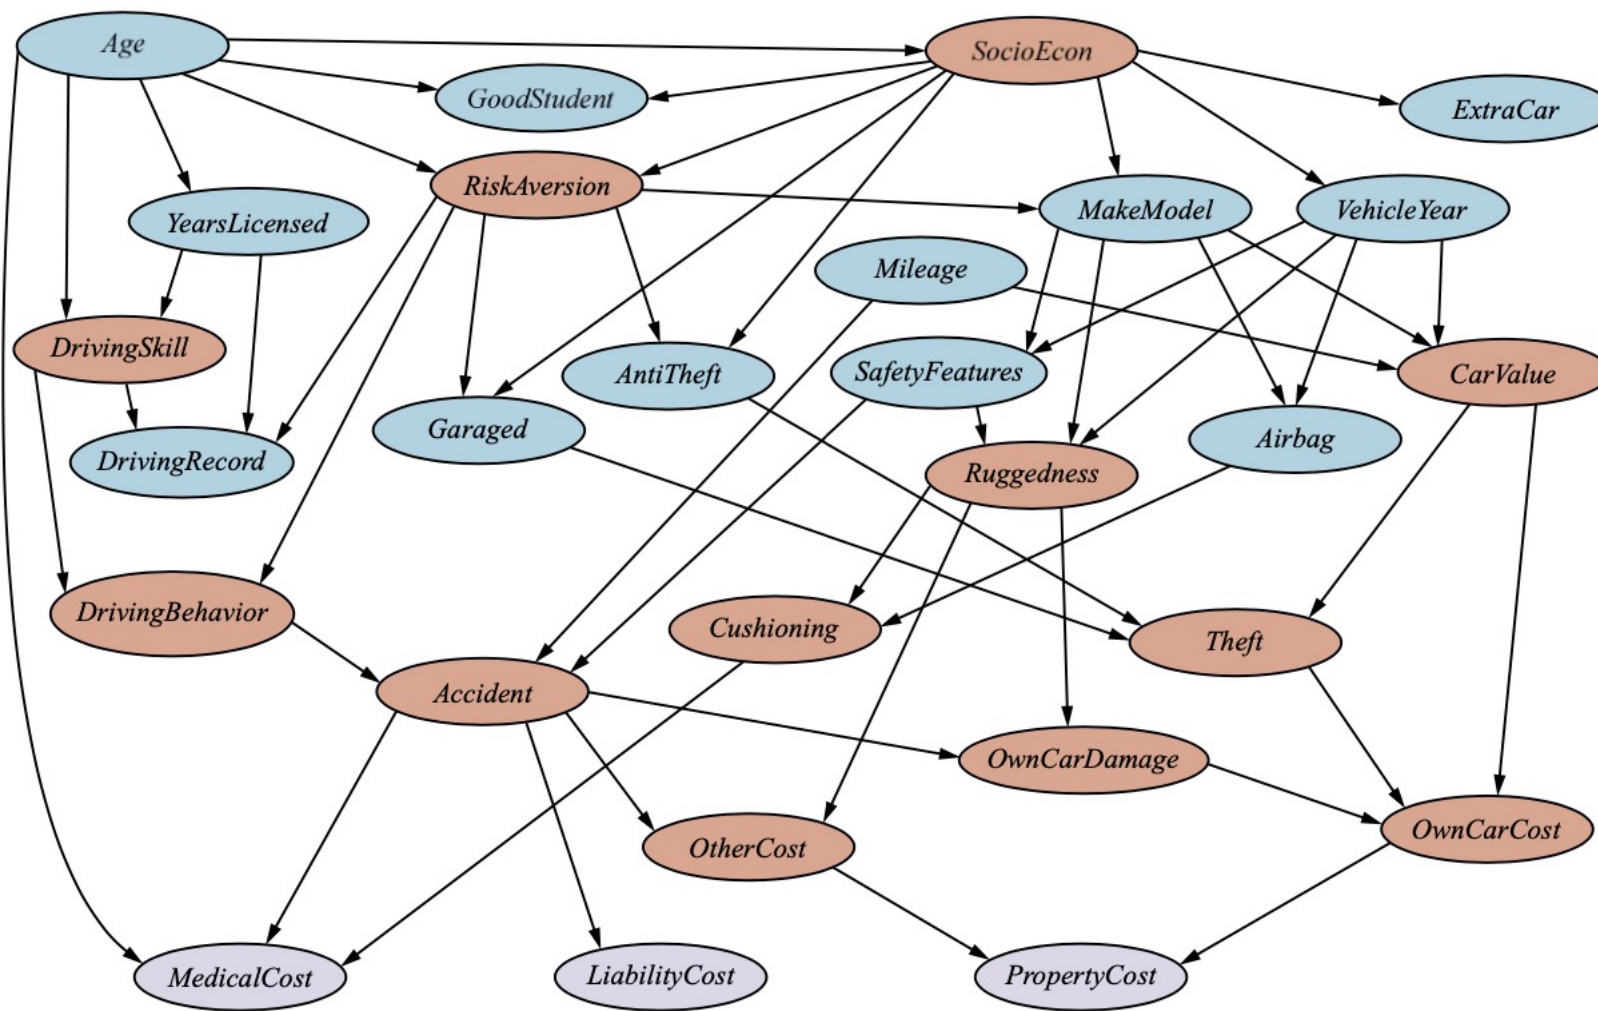 Age
SocioEcon
GoodStudent
ExtraCar
RiskAversion
YearsLicensed
MakeModel
VehicleYear
Mileage
DrivingSkill
AntiTheft
SafetyFeatures
CarValue
Garaged
Airbag
DrivingRecord
Ruggedness
DrivingBehavior
Cushioning
Theft
Accident
OwnCarDamage
OtherCost
OwnCarCost
MedicalCost
LiabilityCost
PropertyCost